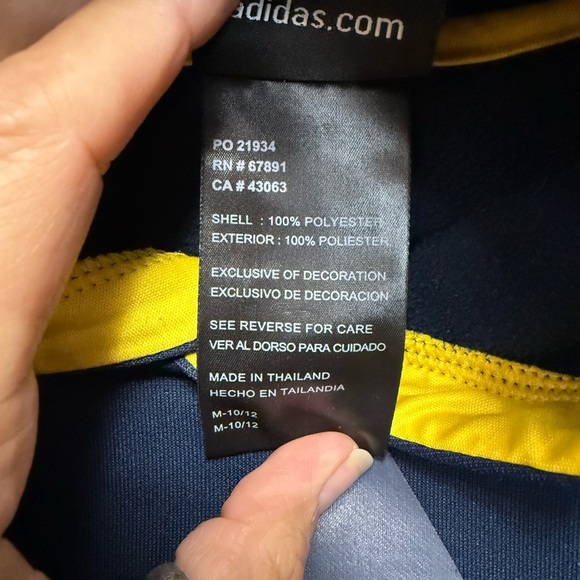 adidas.com
PO 21934
RN # 67891
CA # 43063
SHELL : 100% POLYESTER
EXTERIOR : 100% POLIESTER
EXCLUSIVE OF DECORATION
EXCLUSIVO DE DECORACION
SEE REVERSE FOR CARE
VER AL DORSO PARA CUIDADO
MADE IN THAILAND
HECHO EN TAILANDIA
M-10/12
M-10/12